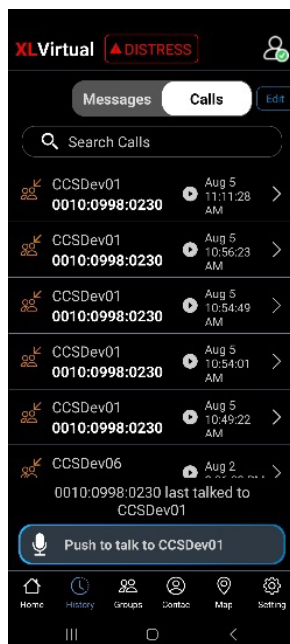 XLVirtual DISTRESS
Messages Calls Edit
Search Calls
CCSDev01
0010:0998:0230
Aug 5
11:11:28
AM
CCSDev01
0010:0998:0230
Aug 5
10:56:23
AM
CCSDev01
0010:0998:0230
Aug 5
10:54:49
AM
CCSDev01
0010:0998:0230
Aug 5
10:54:01
AM
CCSDev01
0010:0998:0230
Aug 5
10:49:22
AM
CCSDev06
Aug 2
0010:0998:0230 last talked to
CCSDev01
Push to talk to CCSDev01
Home History Groups Contac Map Setting